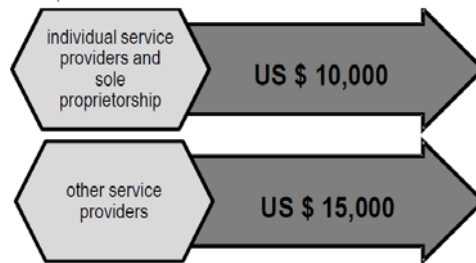 individual service
providers and
sole
proprietorship
US $ 10,000
other service
providers
US $ 15,000